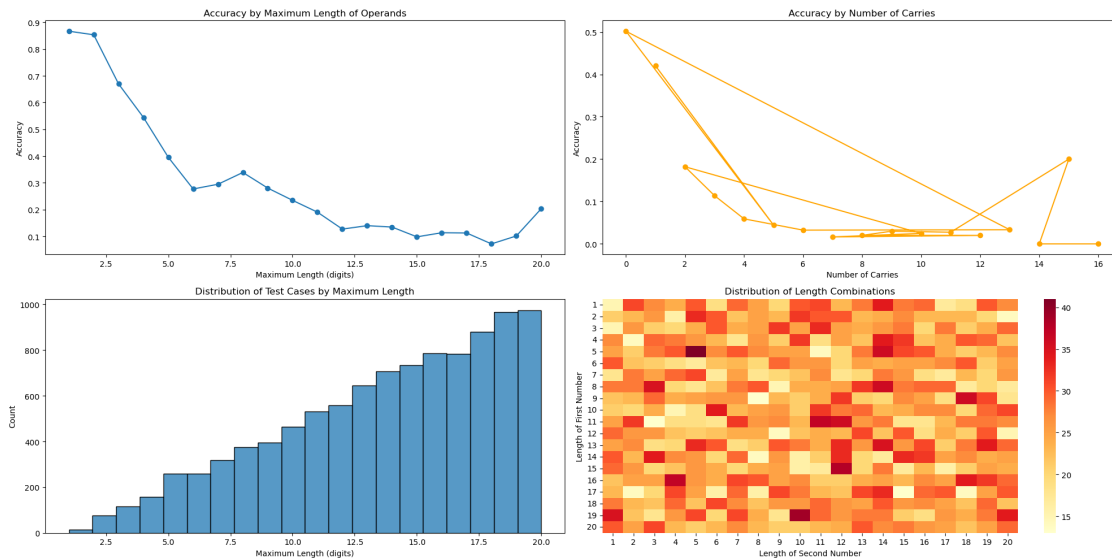 Accuracy by Maximum Length of Operands
0.9
0.8
0.7
0.6
0.5
0.4
0.3
0.2
0.1
Accuracy
2.5 5.0 7.5 10.0 12.5 15.0 17.5 20.0
Maximum Length (digits)
Accuracy by Number of Carries
0.5
0.4
0.3
0.2
0.1
0.0
Accuracy
0 2 4 6 8 10 12 14 16
Number of Carries
Distribution of Test Cases by Maximum Length
1000
800
600
400
200
0
Count
2.5 5.0 7.5 10.0 12.5 15.0 17.5 20.0
Maximum Length (digits)
Distribution of Length Combinations
1
2
3
4
5
6
7
8
9
10
11
12
13
14
15
16
17
18
19
20
Length of First Number
1 2 3 4 5 6 7 8 9 10 11 12 13 14 15 16 17 18 19 20
Length of Second Number
40
35
30
25
20
15